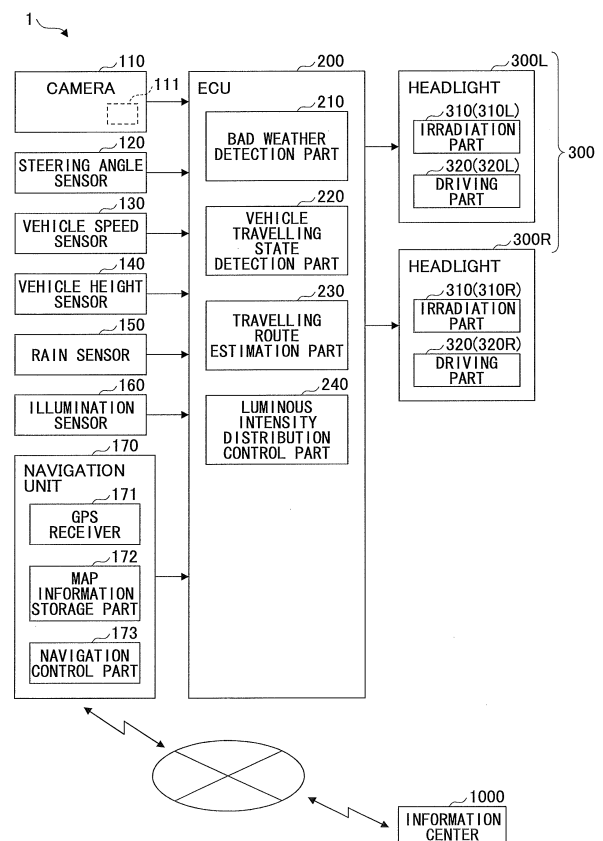 1
110
CAMERA
111
120
STEERING ANGLE
SENSOR
130
VEHICLE SPEED
SENSOR
140
VEHICLE HEIGHT
SENSOR
150
RAIN SENSOR
160
ILLUMINATION
SENSOR
170
NAVIGATION
UNIT
171
GPS
RECEIVER
172
MAP
INFORMATION
STORAGE PART
173
NAVIGATION
CONTROL PART
200
ECU
210
BAD WEATHER
DETECTION PART
220
VEHICLE
TRAVELLING
STATE
DETECTION PART
230
TRAVELLING
ROUTE
ESTIMATION PART
240
LUMINOUS
INTENSITY
DISTRIBUTION
CONTROL PART
300L
HEADLIGHT
310(310L)
IRRADIATION
PART
320(320L)
DRIVING
PART
300
300R
HEADLIGHT
310(310R)
IRRADIATION
PART
320(320R)
DRIVING
PART
1000
INFORMATION
CENTER